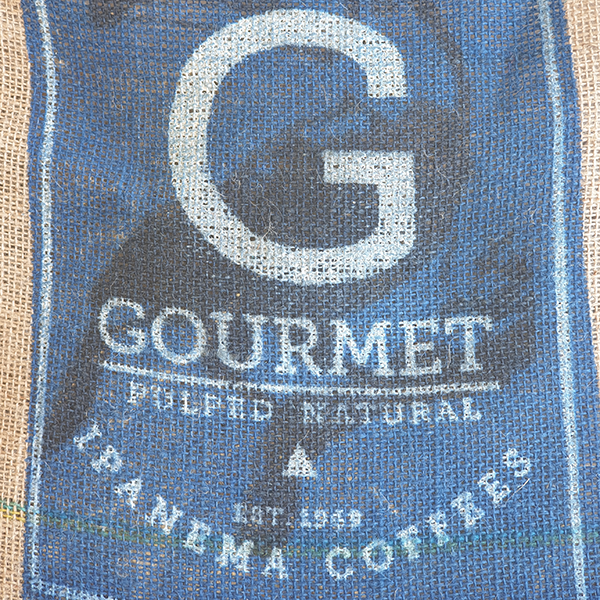 G
GOURMET
PULPED NATURAL
EST. 1969
IPANEMA COFFEES